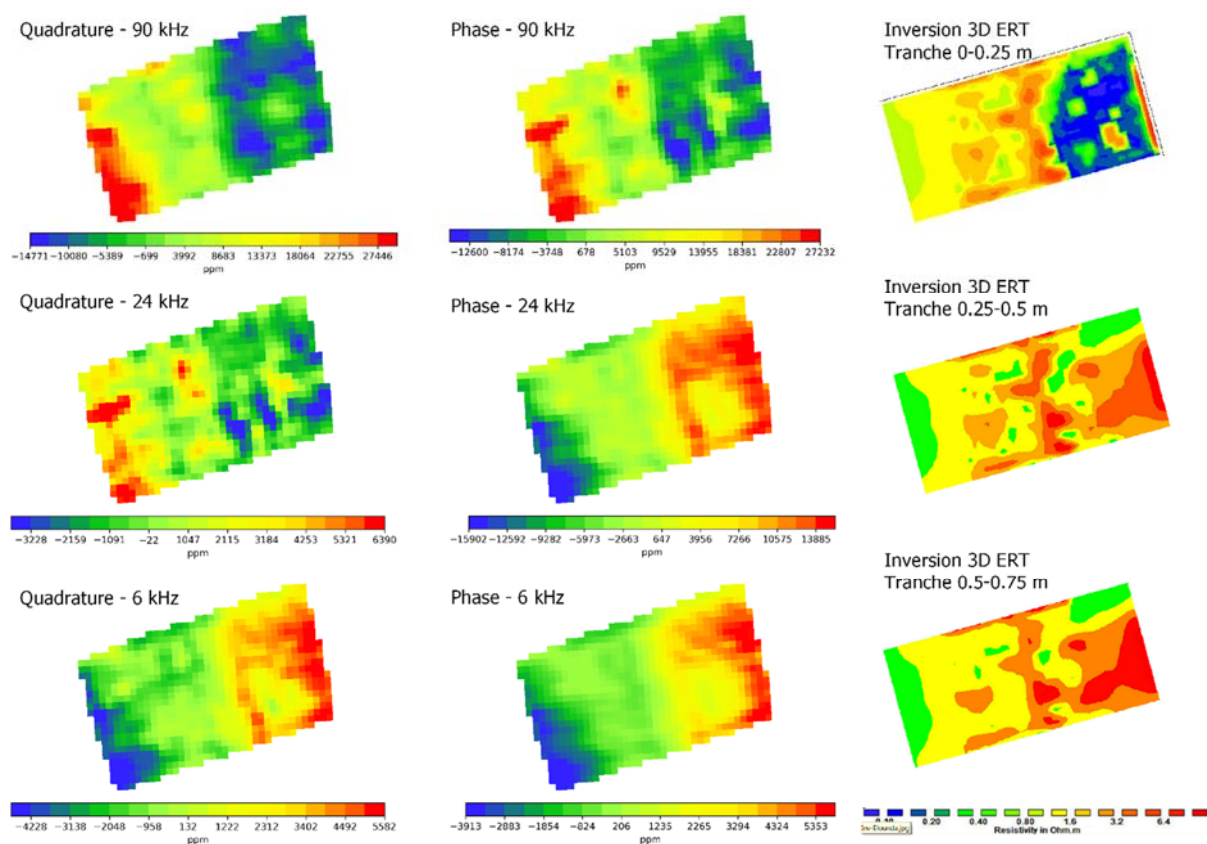 Quadrature - 90 kHz
−14771 −10080 −5389 −699 3992 8683 13373 18064 22755 27446
ppm
Phase - 90 kHz
−12600 −8174 −3748 678 5103 9529 13955 18381 22807 27232
ppm
Inversion 3D ERT
Tranche 0-0.25 m
Quadrature - 24 kHz
−3228 −2159 −1091 −22 1047 2115 3184 4253 5321 6390
ppm
Phase - 24 kHz
−15902 −12592 −9282 −5973 −2663 647 3956 7266 10575 13885
ppm
Inversion 3D ERT
Tranche 0.25-0.5 m
Quadrature - 6 kHz
−4228 −3138 −2048 −958 132 1222 2312 3402 4492 5582
ppm
Phase - 6 kHz
−3913 −2883 −1854 −824 206 1235 2265 3294 4324 5353
ppm
Inversion 3D ERT
Tranche 0.5-0.75 m
0.20 0.40 0.80 1.6 3.2 6.4
Resistivity in Ohm.m